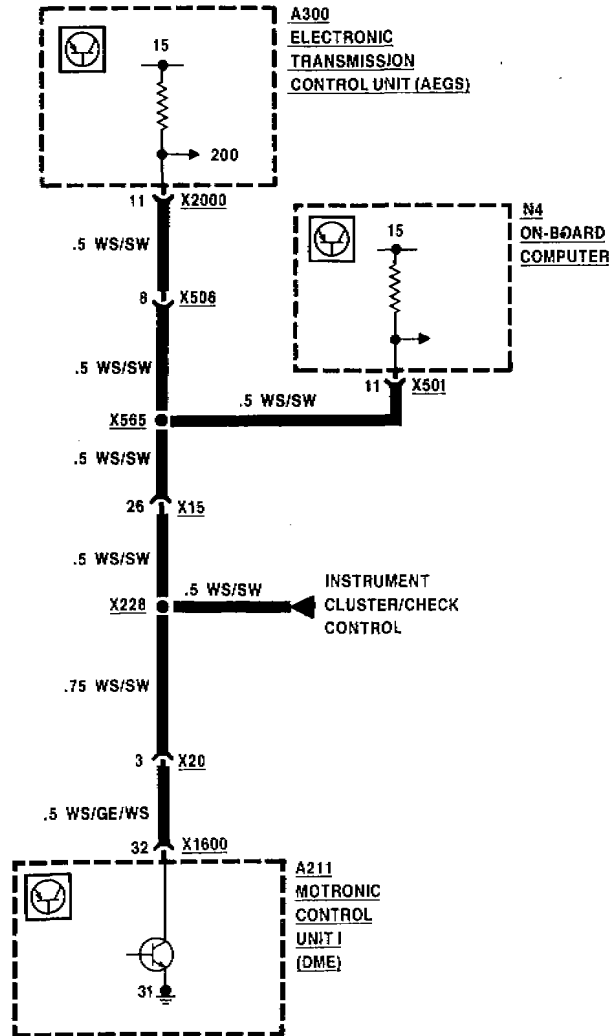 A300
ELECTRONIC
TRANSMISSION
CONTROL UNIT (AEGS)
15
200
11 X2000
.5 WS/SW
N4
ON-BOARD
COMPUTER
15
8 X508
.5 WS/SW
11 X501
.5 WS/SW
X565
.5 WS/SW
26 X15
.5 WS/SW
.5 WS/SW
INSTRUMENT
CLUSTER/CHECK
CONTROL
X228
.75 WS/SW
3 X20
.5 WS/GE/WS
32 X1600
A211
MOTRONIC
CONTROL
UNIT I
(DME)
31